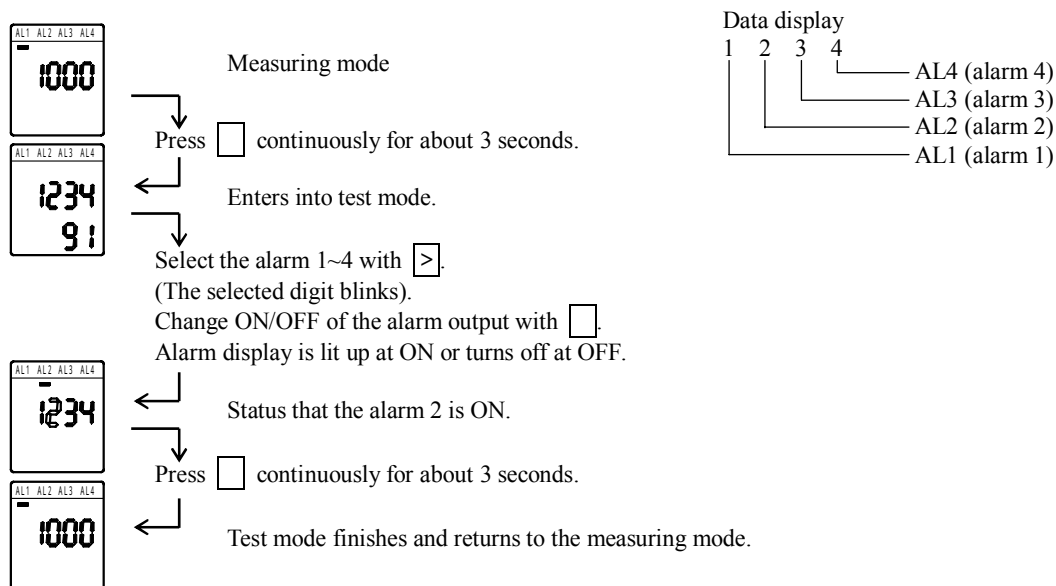 Data display
1 2 3 4
AL4 (alarm 4)
AL3 (alarm 3)
AL2 (alarm 2)
AL1 (alarm 1)
AL1 AL2 AL3 AL4
1000
Measuring mode
Press continuously for about 3 seconds.
AL1 AL2 AL3 AL4
1234
91
Enters into test mode.
Select the alarm 1~4 with >.
(The selected digit blinks).
Change ON/OFF of the alarm output with .
Alarm display is lit up at ON or turns off at OFF.
AL1 AL2 AL3 AL4
1234
Status that the alarm 2 is ON.
Press continuously for about 3 seconds.
AL1 AL2 AL3 AL4
1000
Test mode finishes and returns to the measuring mode.